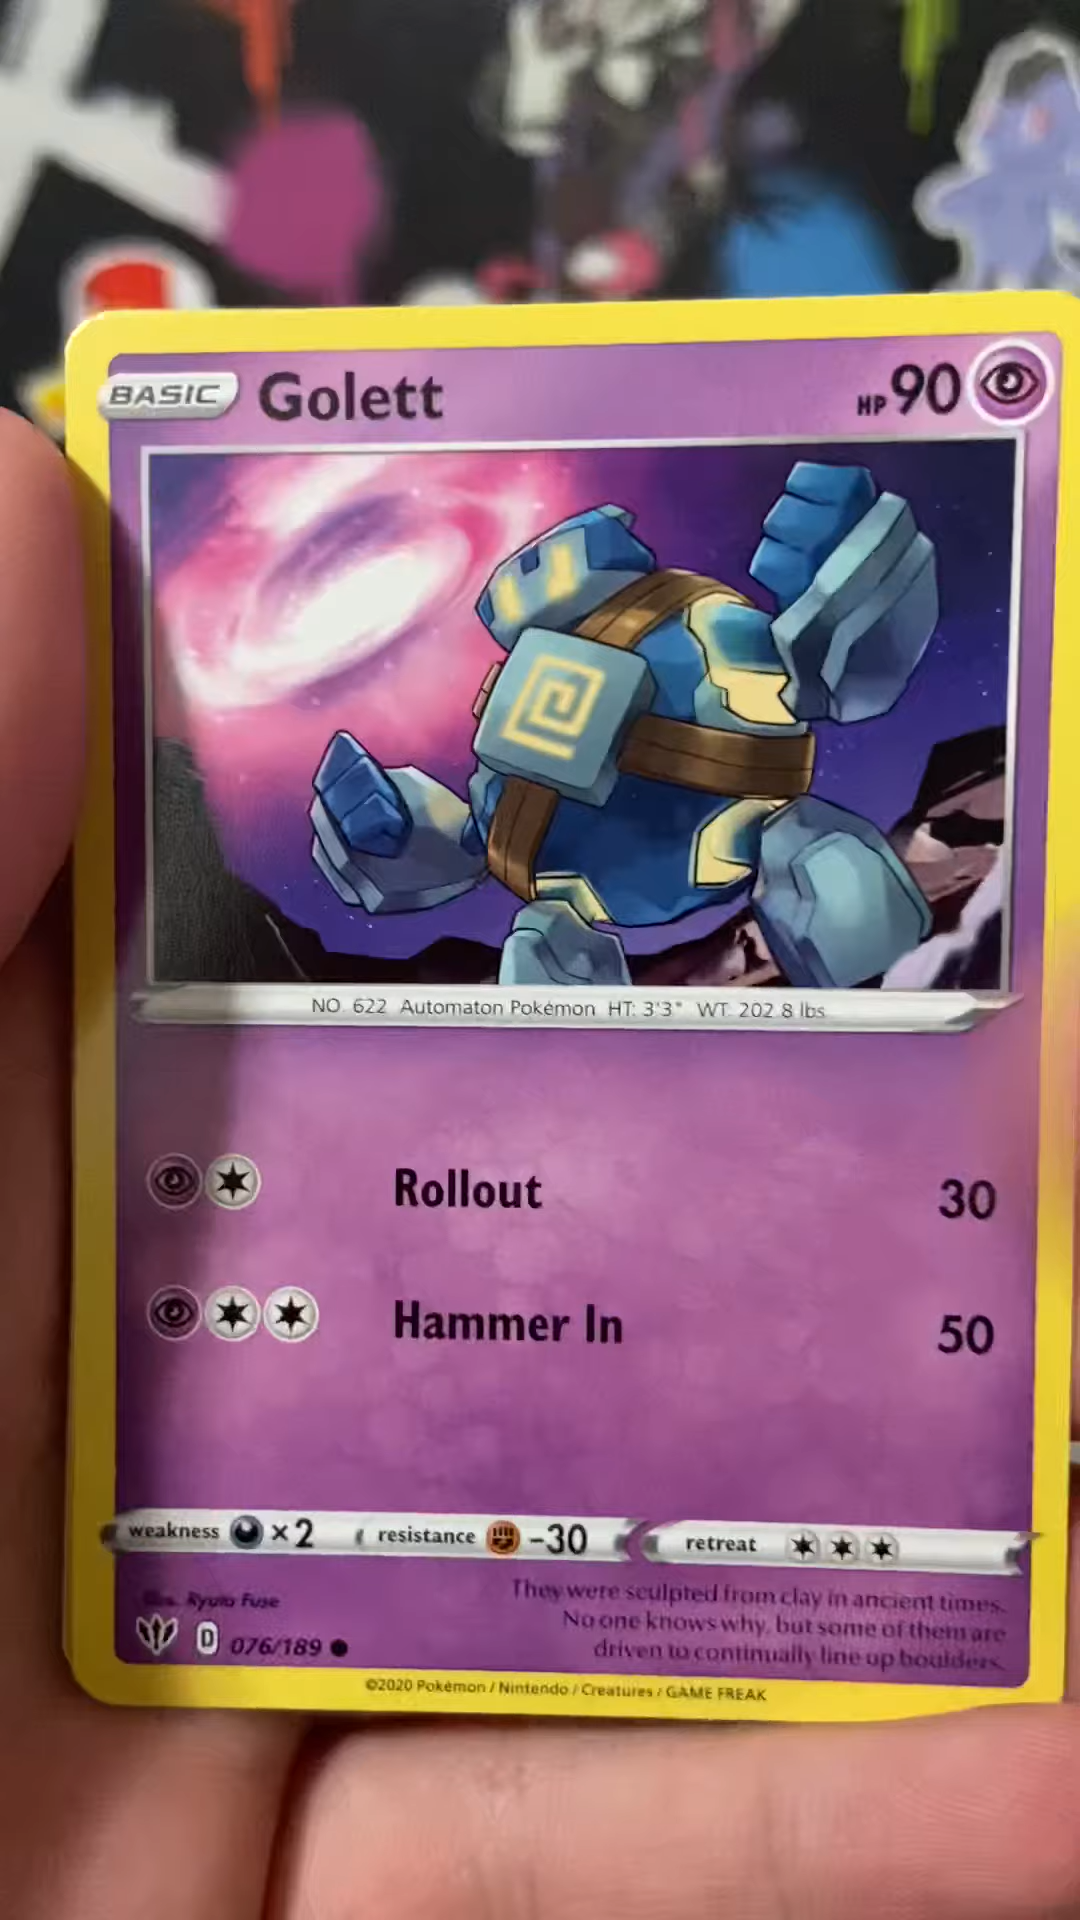 BASIC Golett HP 90
NO. 622 Automaton Pokémon HT: 3'3" WT: 202.8 lbs
Rollout 30
Hammer In 50
weakness ×2 resistance -30 retreat
Illus. Ryuta Fuse
They were sculpted from clay in ancient times.
No one knows why, but some of them are
driven to continually line up boulders.
D 076/189
©2020 Pokémon / Nintendo / Creatures / GAME FREAK